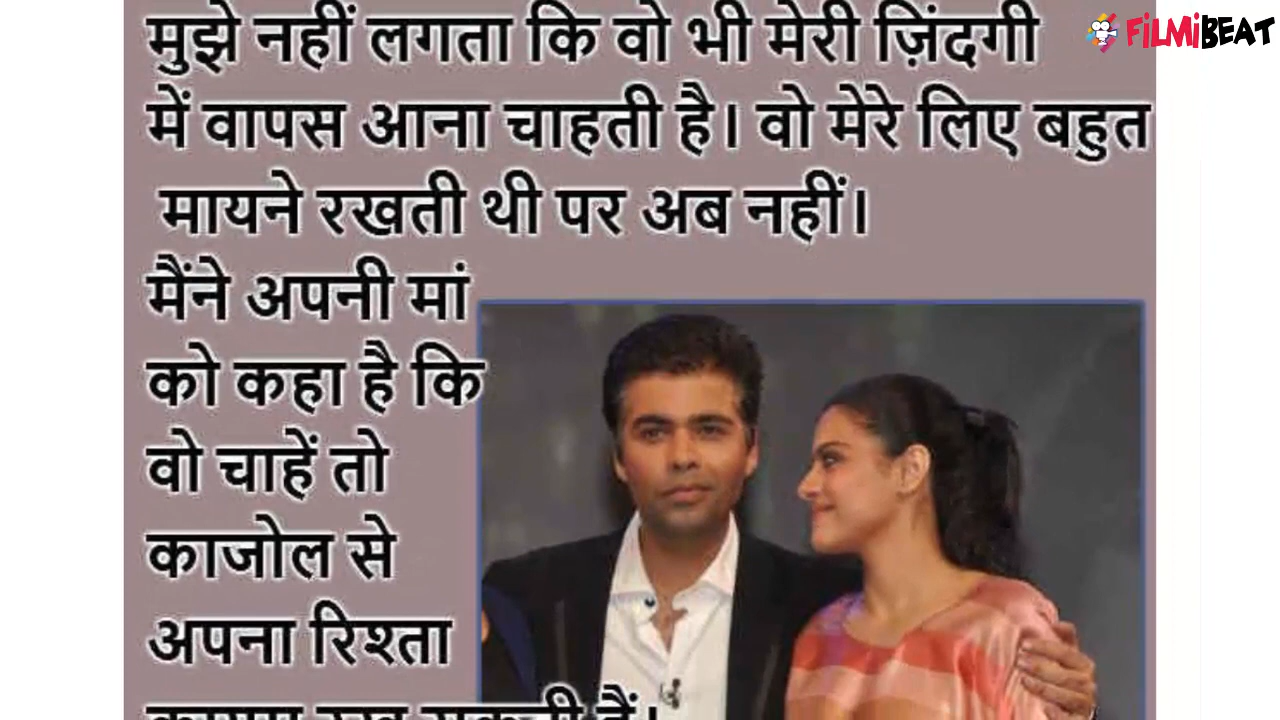 मुझे नहीं लगता कि वो भी मेरी ज़िंदगी
में वापस आना चाहती है। वो मेरे लिए बहुत
मायने रखती थी पर अब नहीं।
मैंने अपनी मां
को कहा है कि
वो चाहें तो
काजोल से
अपना रिश्ता
FILMiBEAT